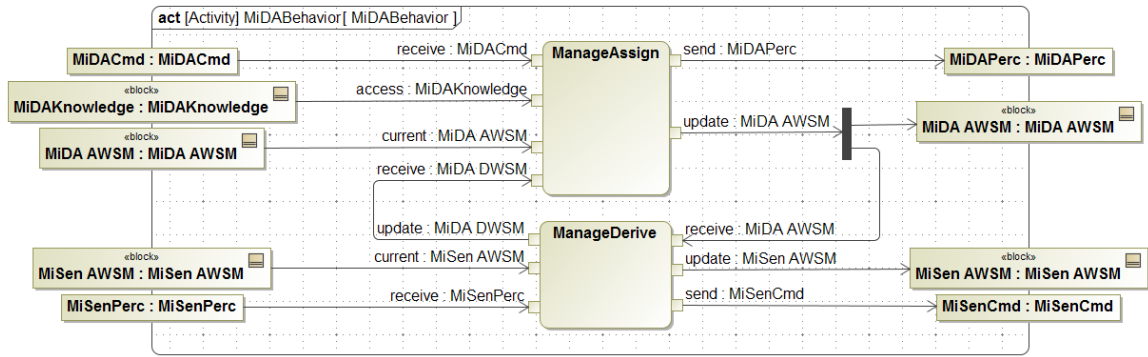 act [Activity] MiDABehavior[ MiDABehavior ]
MiDACmd : MiDACmd
receive : MiDACmd
ManageAssign
send : MiDAPerc
MiDAPerc : MiDAPerc
«block»
MiDAKnowledge : MiDAKnowledge
access : MiDAKnowledge
«block»
MiDA AWSM : MiDA AWSM
current : MiDA AWSM
update : MiDA AWSM
«block»
MiDA AWSM : MiDA AWSM
receive : MiDA DWSM
update : MiDA DWSM
ManageDerive
receive : MiDA AWSM
«block»
MiSen AWSM : MiSen AWSM
current : MiSen AWSM
update : MiSen AWSM
«block»
MiSen AWSM : MiSen AWSM
MiSenPerc : MiSenPerc
receive : MiSenPerc
send : MiSenCmd
MiSenCmd : MiSenCmd